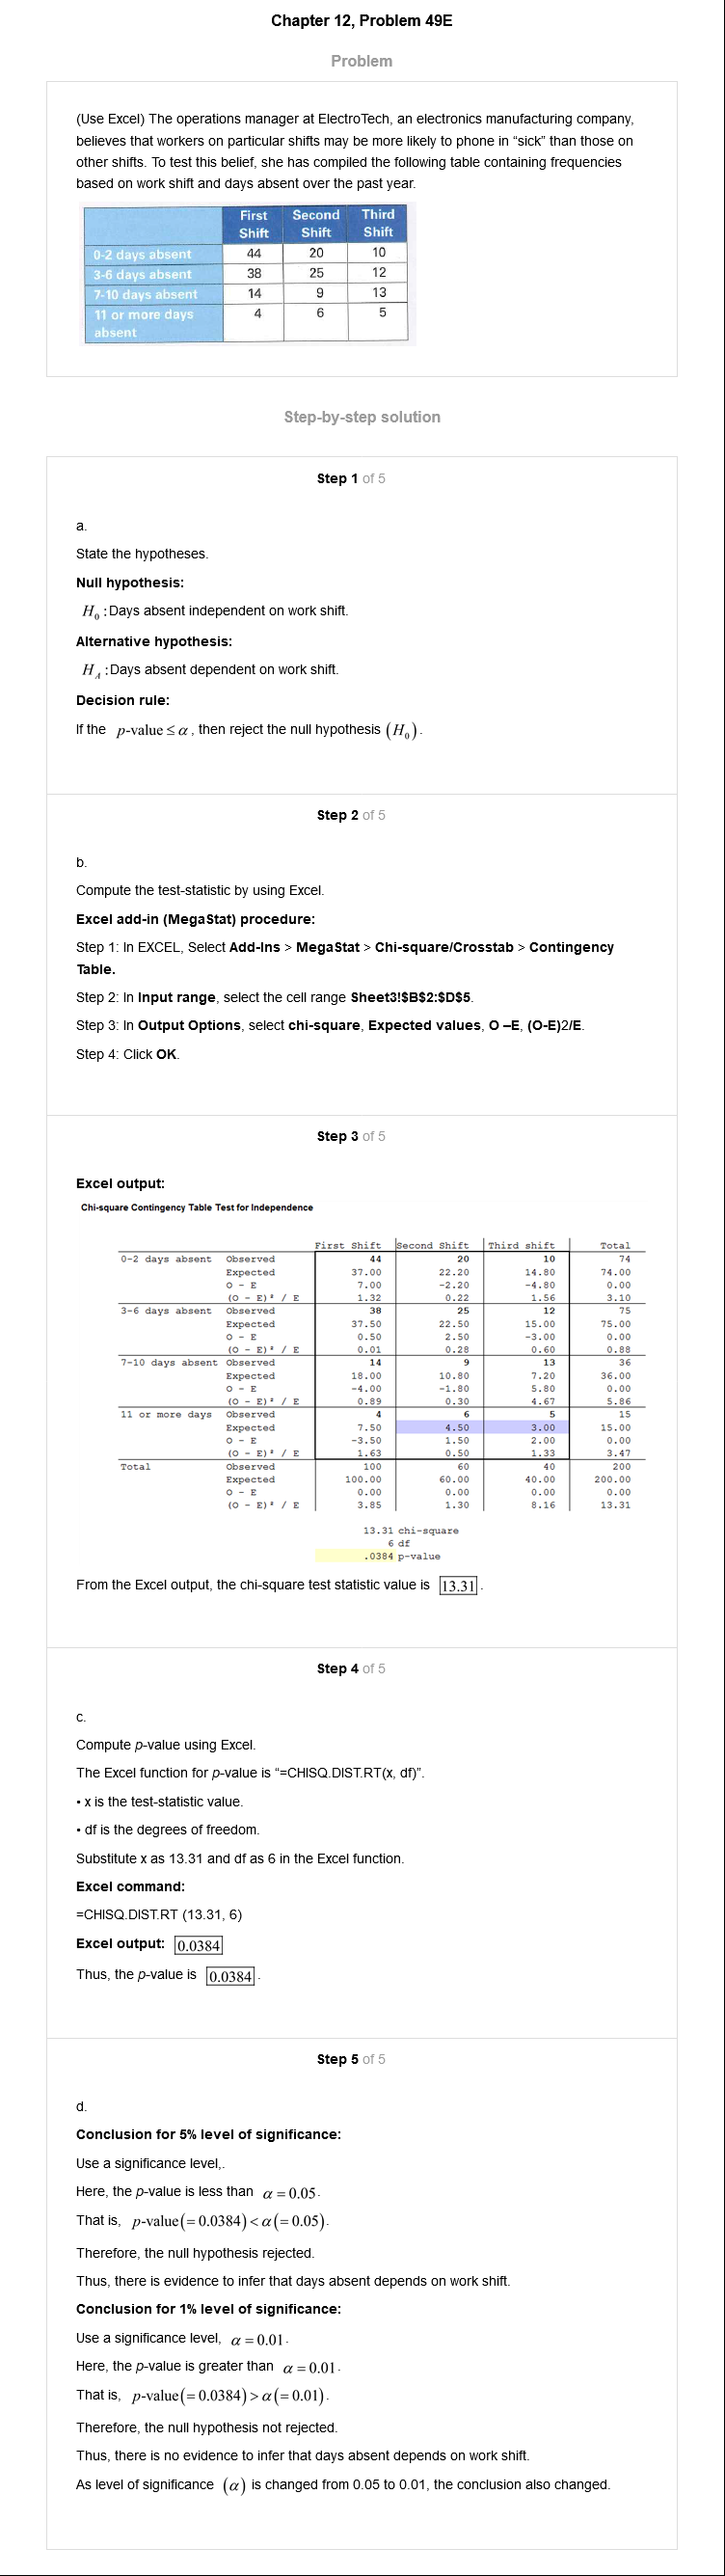 Chapter 12, Problem 49E
Problem
(Use Excel) The operations manager at ElectroTech, an electronics manufacturing company,
believes that workers on particular shifts may be more likely to phone in “sick” than those on
other shifts. To test this belief, she has compiled the following table containing frequencies
based on work shift and days absent over the past year.
First Shift Second Shift Third Shift
0-2 days absent 44 20 10
3-6 days absent 38 25 12
7-10 days absent 14 9 13
11 or more days absent 4 6 5
Step-by-step solution
Step 1 of 5
a.
State the hypotheses.
Null hypothesis:
H₀ : Days absent independent on work shift.
Alternative hypothesis:
H_A : Days absent dependent on work shift.
Decision rule:
If the p-value ≤ α , then reject the null hypothesis (H₀).
Step 2 of 5
b.
Compute the test-statistic by using Excel.
Excel add-in (MegaStat) procedure:
Step 1: In EXCEL, Select Add-Ins > MegaStat > Chi-square/Crosstab > Contingency
Table.
Step 2: In Input range, select the cell range Sheet3!$B$2:$D$5.
Step 3: In Output Options, select chi-square, Expected values, O –E, (O-E)2/E.
Step 4: Click OK.
Step 3 of 5
Excel output:
Chi-square Contingency Table Test for Independence
First Shift Second Shift Third shift Total
0-2 days absent Observed 44 20 10 74
Expected 37.00 22.20 14.80 74.00
O - E 7.00 -2.20 -4.80 0.00
(O - E)² / E 1.32 0.22 1.56 3.10
3-6 days absent Observed 38 25 12 75
Expected 37.50 22.50 15.00 75.00
O - E 0.50 2.50 -3.00 0.00
(O - E)² / E 0.01 0.28 0.60 0.88
7-10 days absent Observed 14 9 13 36
Expected 18.00 10.80 7.20 36.00
O - E -4.00 -1.80 5.80 0.00
(O - E)² / E 0.89 0.30 4.67 5.86
11 or more days Observed 4 6 5 15
Expected 7.50 4.50 3.00 15.00
O - E -3.50 1.50 2.00 0.00
(O - E)² / E 1.63 0.50 1.33 3.47
Total Observed 100 60 40 200
Expected 100.00 60.00 40.00 200.00
O - E 0.00 0.00 0.00 0.00
(O - E)² / E 3.85 1.30 8.16 13.31
13.31 chi-square
6 df
.0384 p-value
From the Excel output, the chi-square test statistic value is 13.31.
Step 4 of 5
c.
Compute p-value using Excel.
The Excel function for p-value is “=CHISQ.DIST.RT(x, df)”.
• x is the test-statistic value.
• df is the degrees of freedom.
Substitute x as 13.31 and df as 6 in the Excel function.
Excel command:
=CHISQ.DIST.RT (13.31, 6)
Excel output: 0.0384
Thus, the p-value is 0.0384.
Step 5 of 5
d.
Conclusion for 5% level of significance:
Use a significance level,.
Here, the p-value is less than α = 0.05.
That is, p-value(= 0.0384) < α(= 0.05).
Therefore, the null hypothesis rejected.
Thus, there is evidence to infer that days absent depends on work shift.
Conclusion for 1% level of significance:
Use a significance level, α = 0.01.
Here, the p-value is greater than α = 0.01.
That is, p-value(= 0.0384) > α(= 0.01).
Therefore, the null hypothesis not rejected.
Thus, there is no evidence to infer that days absent depends on work shift.
As level of significance (α) is changed from 0.05 to 0.01, the conclusion also changed.